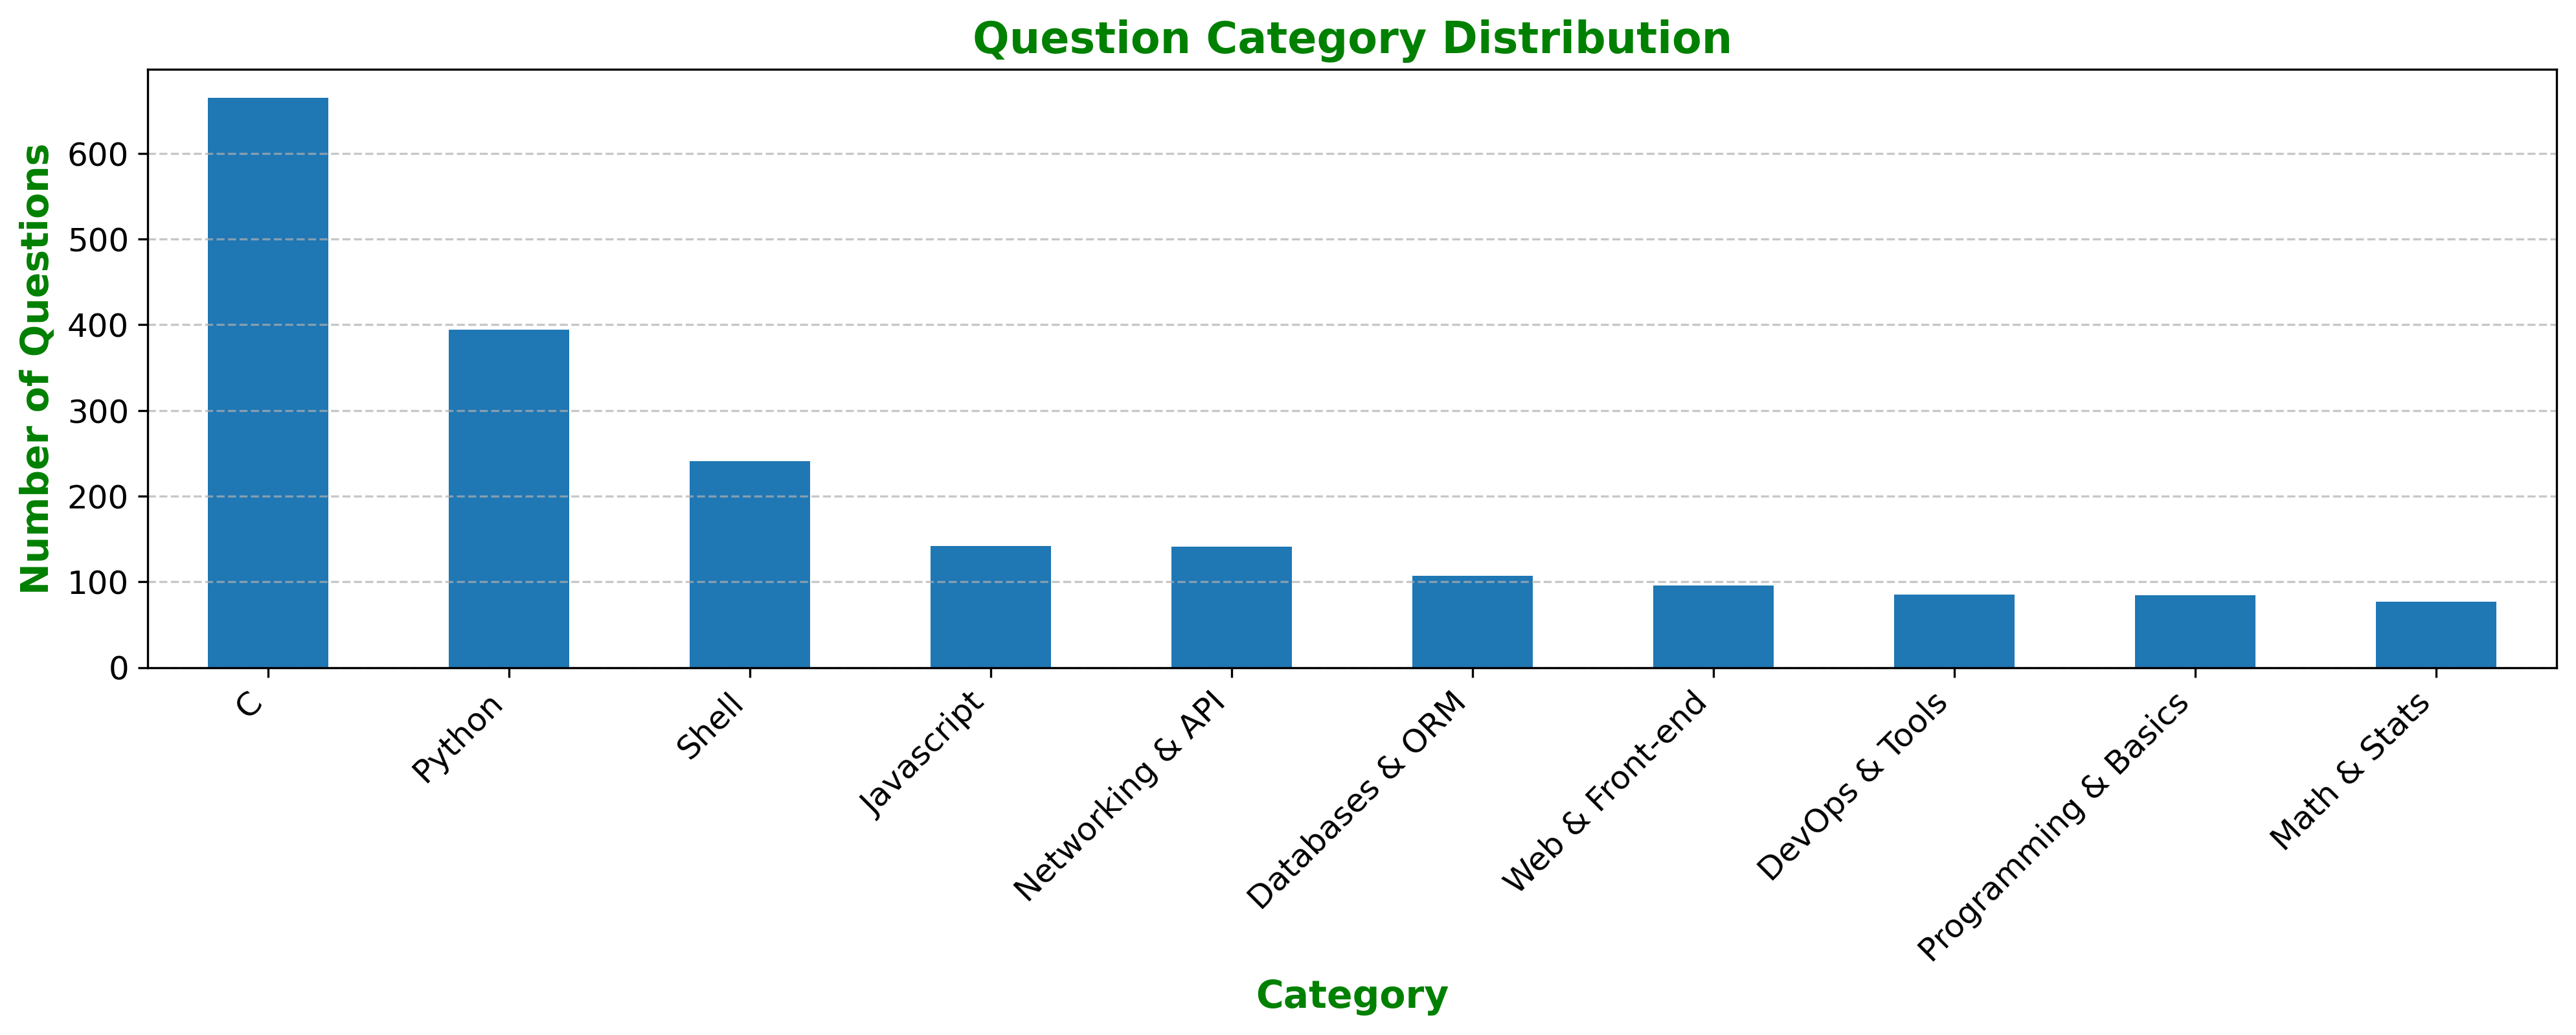 Question Category Distribution
Number of Questions
600
500
400
300
200
100
0
C
Python
Shell
Javascript
Networking & API
Databases & ORM
Web & Front-end
DevOps & Tools
Programming & Basics
Math & Stats
Category